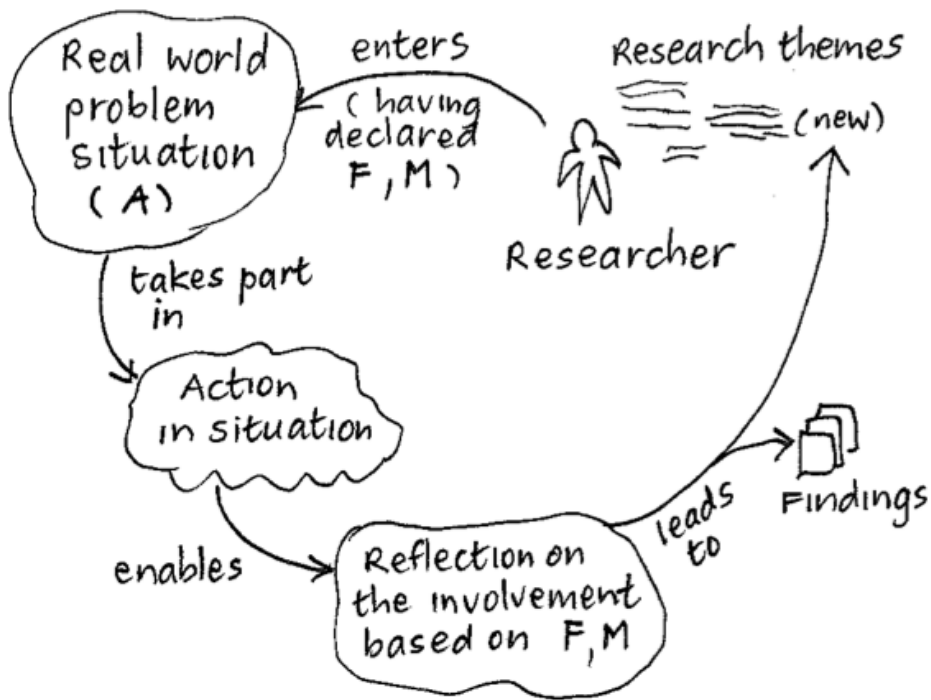 Real world
problem
situation
(A)
enters
(having
declared
F, M)
Research themes
(new)
Researcher
takes part
in
Action
in situation
enables
Reflection on
the involvement
based on F, M
leads
to
Findings